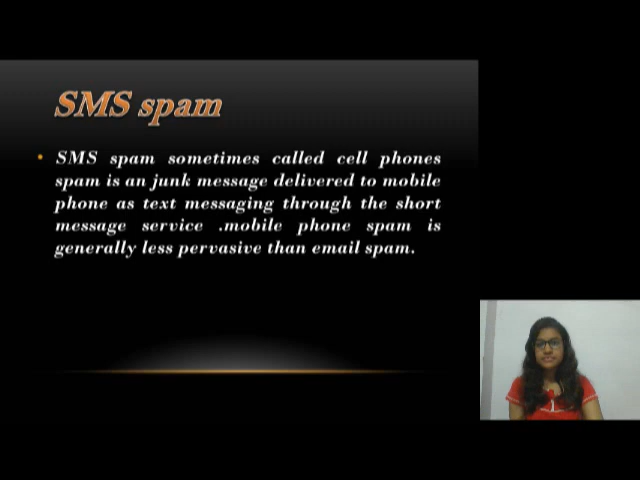 SMS spam
• SMS spam sometimes called cell phones
spam is an junk message delivered to mobile
phone as text messaging through the short
message service .mobile phone spam is
generally less pervasive than email spam.